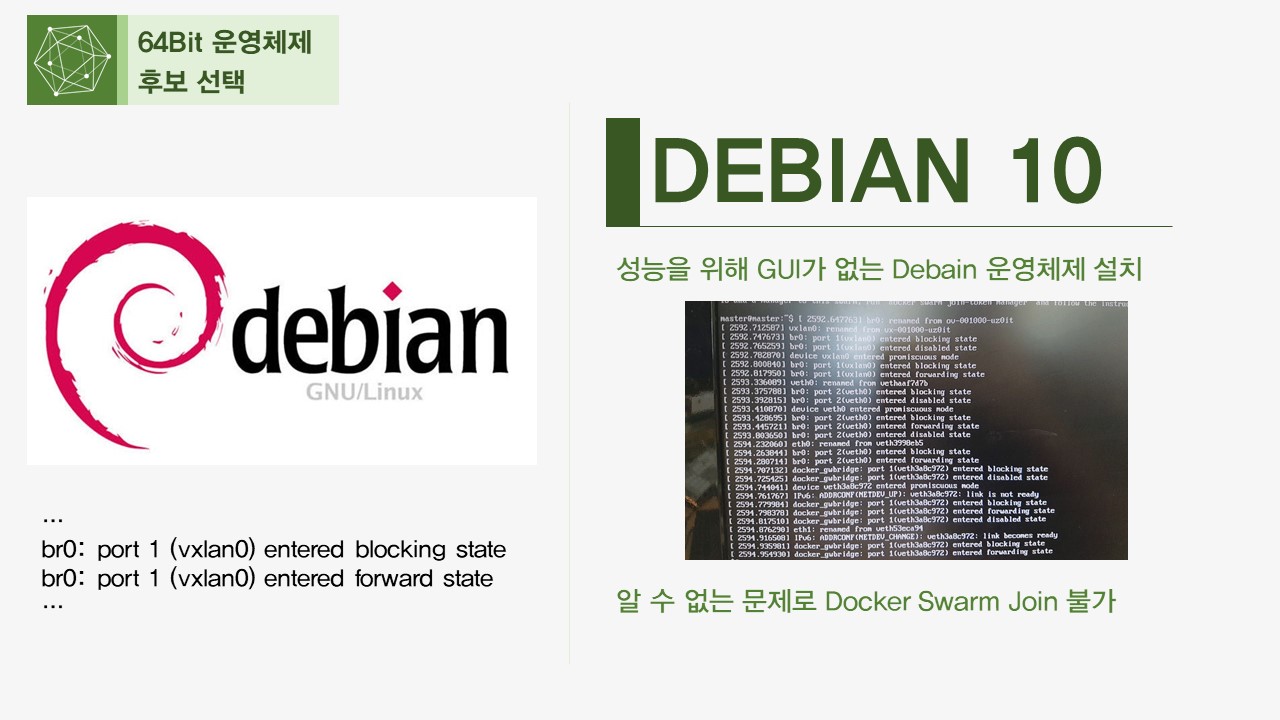 64Bit 운영체제
후보 선택
DEBIAN 10
debian
GNU/Linux
성능을 위해 GUI가 없는 Debain 운영체제 설치
master@master:~$ [ 2592.647763] br0: renamed from ov-001000-uz0lt
[ 2592.712587] vxlan0: renamed from vx-001000-uz0it
[ 2592.747673] br0: port 1(vxlan0) entered blocking state
[ 2592.765259] br0: port 1(vxlan0) entered disabled state
[ 2592.782870] device vxlan0 entered promiscuous mode
[ 2592.800840] br0: port 1(vxlan0) entered blocking state
[ 2592.817950] br0: port 1(vxlan0) entered forwarding state
[ 2593.336089] veth0: renamed from vethaaf7d7b
[ 2593.375788] br0: port 2(veth0) entered blocking state
[ 2593.392815] br0: port 2(veth0) entered disabled state
[ 2593.410870] device veth0 entered promiscuous mode
[ 2593.428695] br0: port 2(veth0) entered blocking state
[ 2593.445721] br0: port 2(veth0) entered forwarding state
[ 2593.803650] br0: port 2(veth0) entered disabled state
[ 2594.232060] eth0: renamed from veth3998eb5
[ 2594.263844] br0: port 2(veth0) entered blocking state
[ 2594.280714] br0: port 2(veth0) entered forwarding state
[ 2594.707132] docker_gwbridge: port 1(veth3a8c972) entered blocking state
[ 2594.725425] docker_gwbridge: port 1(veth3a8c972) entered disabled state
[ 2594.744041] device veth3a8c972 entered promiscuous mode
[ 2594.761767] IPv6: ADDRCONF(NETDEV_UP): veth3a8c972: link is not ready
[ 2594.779984] docker_gwbridge: port 1(veth3a8c972) entered blocking state
[ 2594.798378] docker_gwbridge: port 1(veth3a8c972) entered forwarding state
[ 2594.817510] docker_gwbridge: port 1(veth3a8c972) entered disabled state
[ 2594.876290] eth1: renamed from veth53eca94
[ 2594.916508] IPv6: ADDRCONF(NETDEV_CHANGE): veth3a8c972: link becomes ready
[ 2594.935981] docker_gwbridge: port 1(veth3a8c972) entered blocking state
[ 2594.954930] docker_gwbridge: port 1(veth3a8c972) entered forwarding state
...
br0: port 1 (vxlan0) entered blocking state
br0: port 1 (vxlan0) entered forward state
...
알 수 없는 문제로 Docker Swarm Join 불가